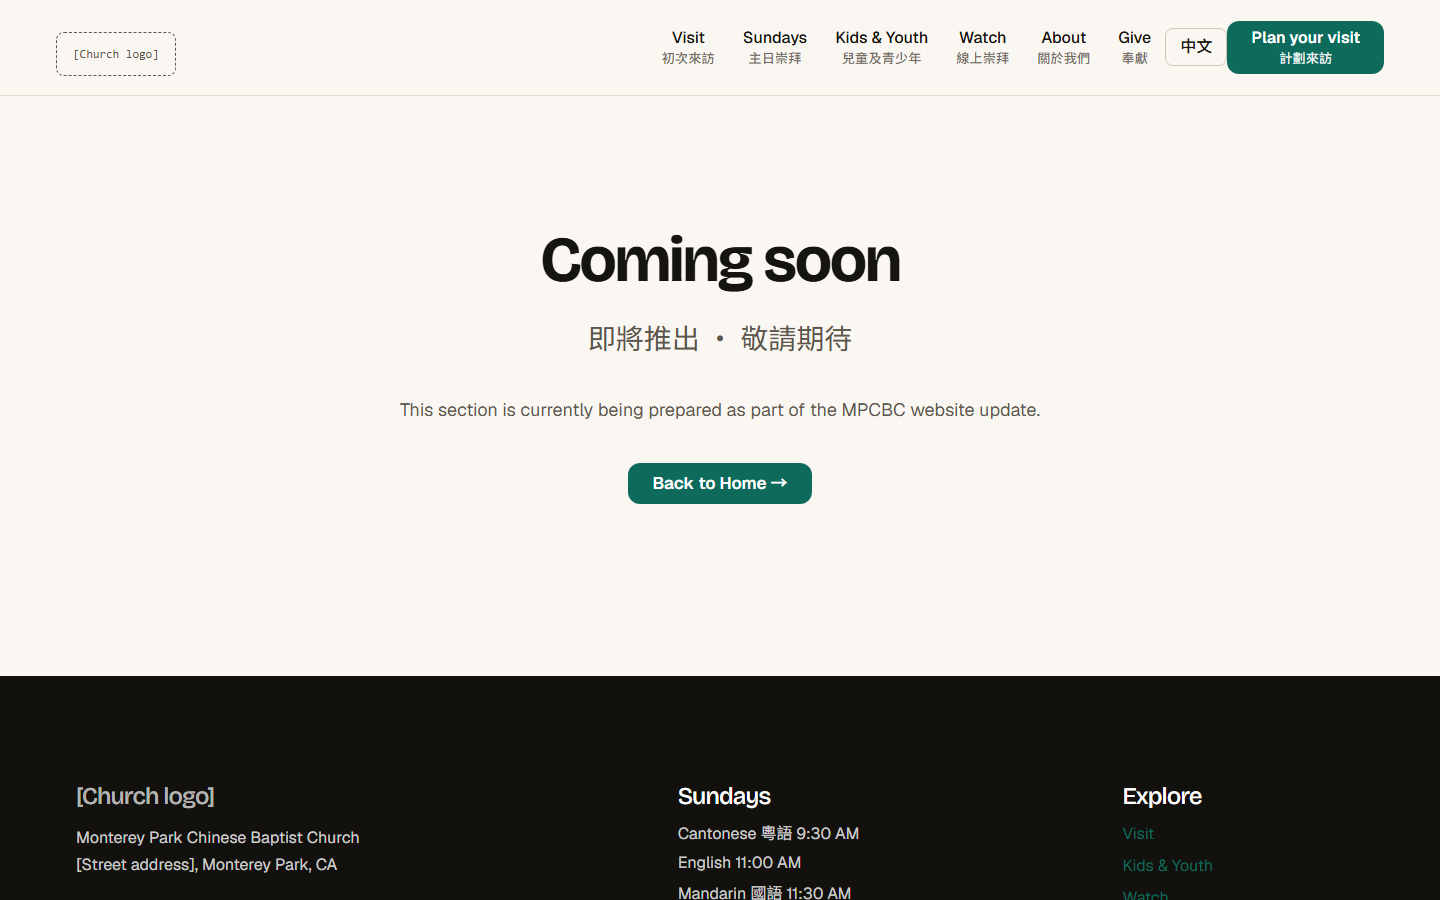 [Church logo]
Visit
初次來訪
Sundays
主日崇拜
Kids & Youth
兒童及青少年
Watch
線上崇拜
About
關於我們
Give
奉獻
中文
Plan your visit
計劃來訪
Coming soon
即將推出 · 敬請期待
This section is currently being prepared as part of the MPCBC website update.
Back to Home →
[Church logo]
Monterey Park Chinese Baptist Church
[Street address], Monterey Park, CA
Sundays
Cantonese 粵語 9:30 AM
English 11:00 AM
Mandarin 國語 11:30 AM
Explore
Visit
Kids & Youth
Watch